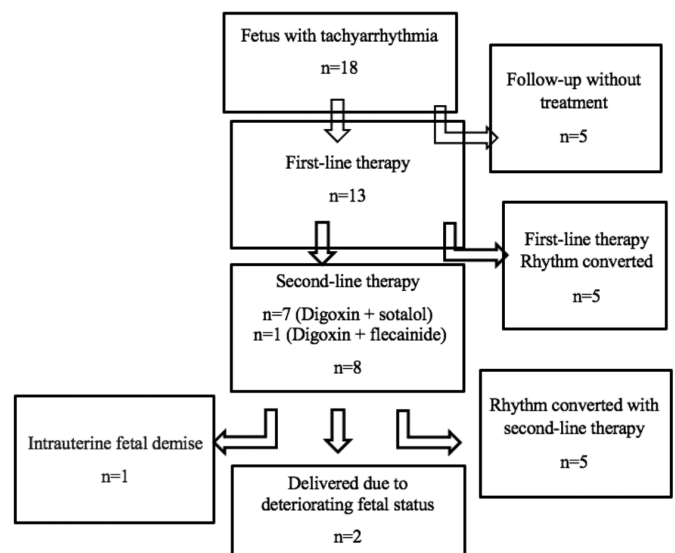 Fetus with tachyarrhythmia
n=18
Follow-up without
treatment
n=5
First-line therapy
n=13
First-line therapy
Rhythm converted
n=5
Second-line therapy
n=7 (Digoxin + sotalol)
n=1 (Digoxin + flecainide)
n=8
Intrauterine fetal demise
n=1
Delivered due to
deteriorating fetal status
n=2
Rhythm converted with
second-line therapy
n=5